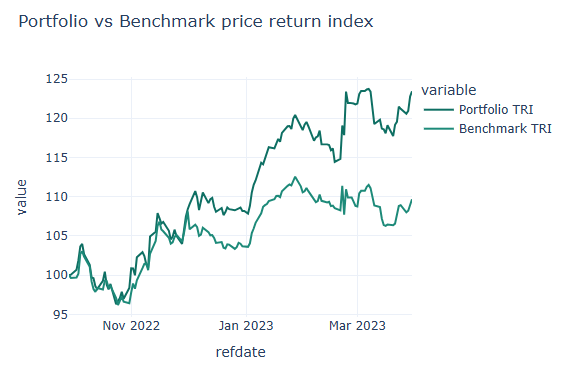 Portfolio vs Benchmark price return index
125
120
115
110
105
100
95
value
Nov 2022
Jan 2023
Mar 2023
refdate
variable
Portfolio TRI
Benchmark TRI